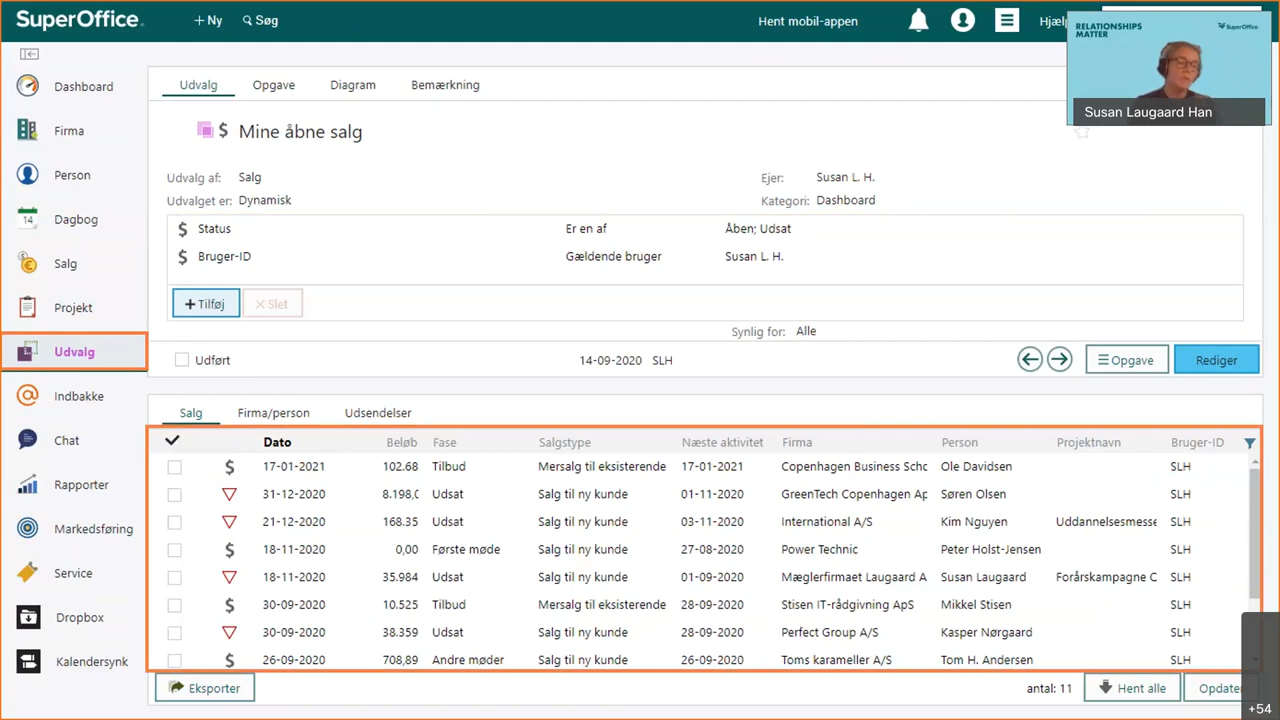 SuperOffice.
+ Ny
Søg
Hent mobil-appen
Hjælp
RELATIONSHIPS
MATTER
SuperOffice
Susan Laugaard Han
Dashboard
Firma
Person
14
Dagbog
Salg
Projekt
Udvalg
Indbakke
Chat
Rapporter
Markedsføring
Service
Dropbox
Kalendersynk
Udvalg Opgave Diagram Bemærkning
$ Mine åbne salg
Udvalg af: Salg Ejer: Susan L. H.
Udvalget er: Dynamisk Kategori: Dashboard
$ Status Er en af Åben; Udsat
$ Bruger-ID Gældende bruger Susan L. H.
+ Tilføj × Slet
Synlig for: Alle
Udført 14-09-2020 SLH Opgave Rediger
Salg Firma/person Udsendelser
Dato Beløb Fase Salgstype Næste aktivitet Firma Person Projektnavn Bruger-ID
$ 17-01-2021 102.68 Tilbud Mersalg til eksisterende 17-01-2021 Copenhagen Business Scho Ole Davidsen SLH
31-12-2020 8.198,0 Udsat Salg til ny kunde 01-11-2020 GreenTech Copenhagen Ap Søren Olsen SLH
21-12-2020 168.35 Udsat Salg til ny kunde 03-11-2020 International A/S Kim Nguyen Uddannelsesmesse SLH
$ 18-11-2020 0,00 Første møde Salg til ny kunde 27-08-2020 Power Technic Peter Holst-Jensen SLH
18-11-2020 35.984 Udsat Salg til ny kunde 01-09-2020 Mæglerfirmaet Laugaard A Susan Laugaard Forårskampagne C SLH
$ 30-09-2020 10.525 Tilbud Mersalg til eksisterende 28-09-2020 Stisen IT-rådgivning ApS Mikkel Stisen SLH
30-09-2020 38.359 Udsat Salg til ny kunde 28-09-2020 Perfect Group A/S Kasper Nørgaard SLH
$ 26-09-2020 708,89 Andre møder Salg til ny kunde 26-09-2020 Toms karameller A/S Tom H. Andersen SLH
Eksporter antal: 11 Hent alle Opdater
+54